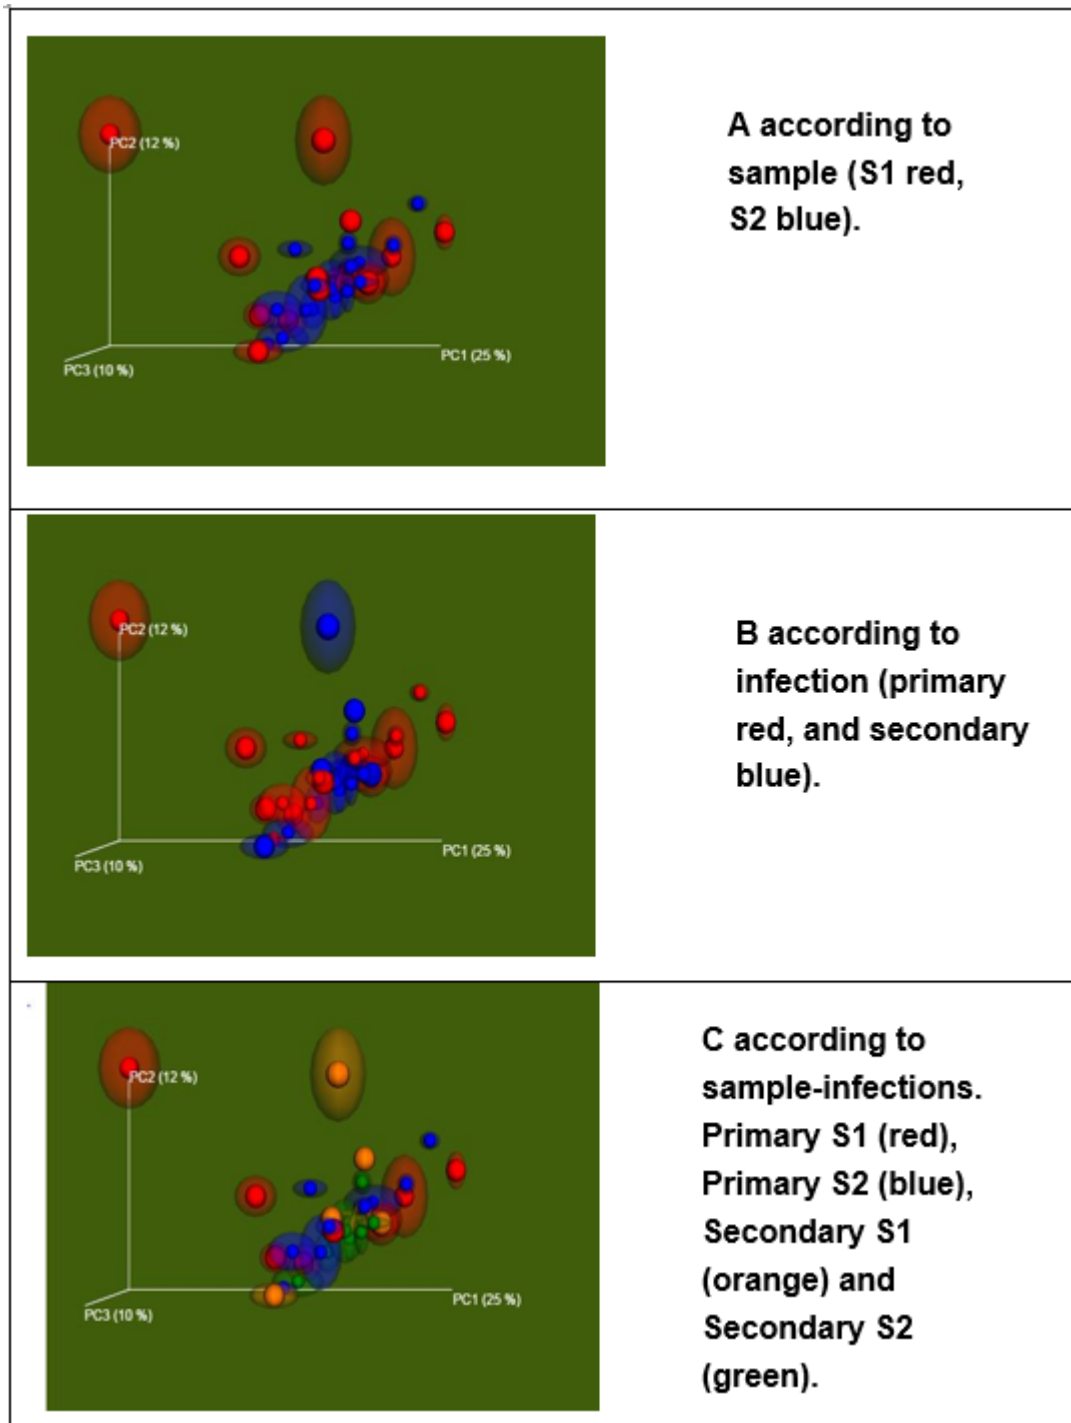 PC2 (12 %)
PC1 (25 %)
PC3 (10 %)
A according to
sample (S1 red,
S2 blue).
PC2 (12 %)
PC1 (25 %)
PC3 (10 %)
B according to
infection (primary
red, and secondary
blue).
PC2 (12 %)
PC1 (25 %)
PC3 (10 %)
C according to
sample-infections.
Primary S1 (red),
Primary S2 (blue),
Secondary S1
(orange) and
Secondary S2
(green).